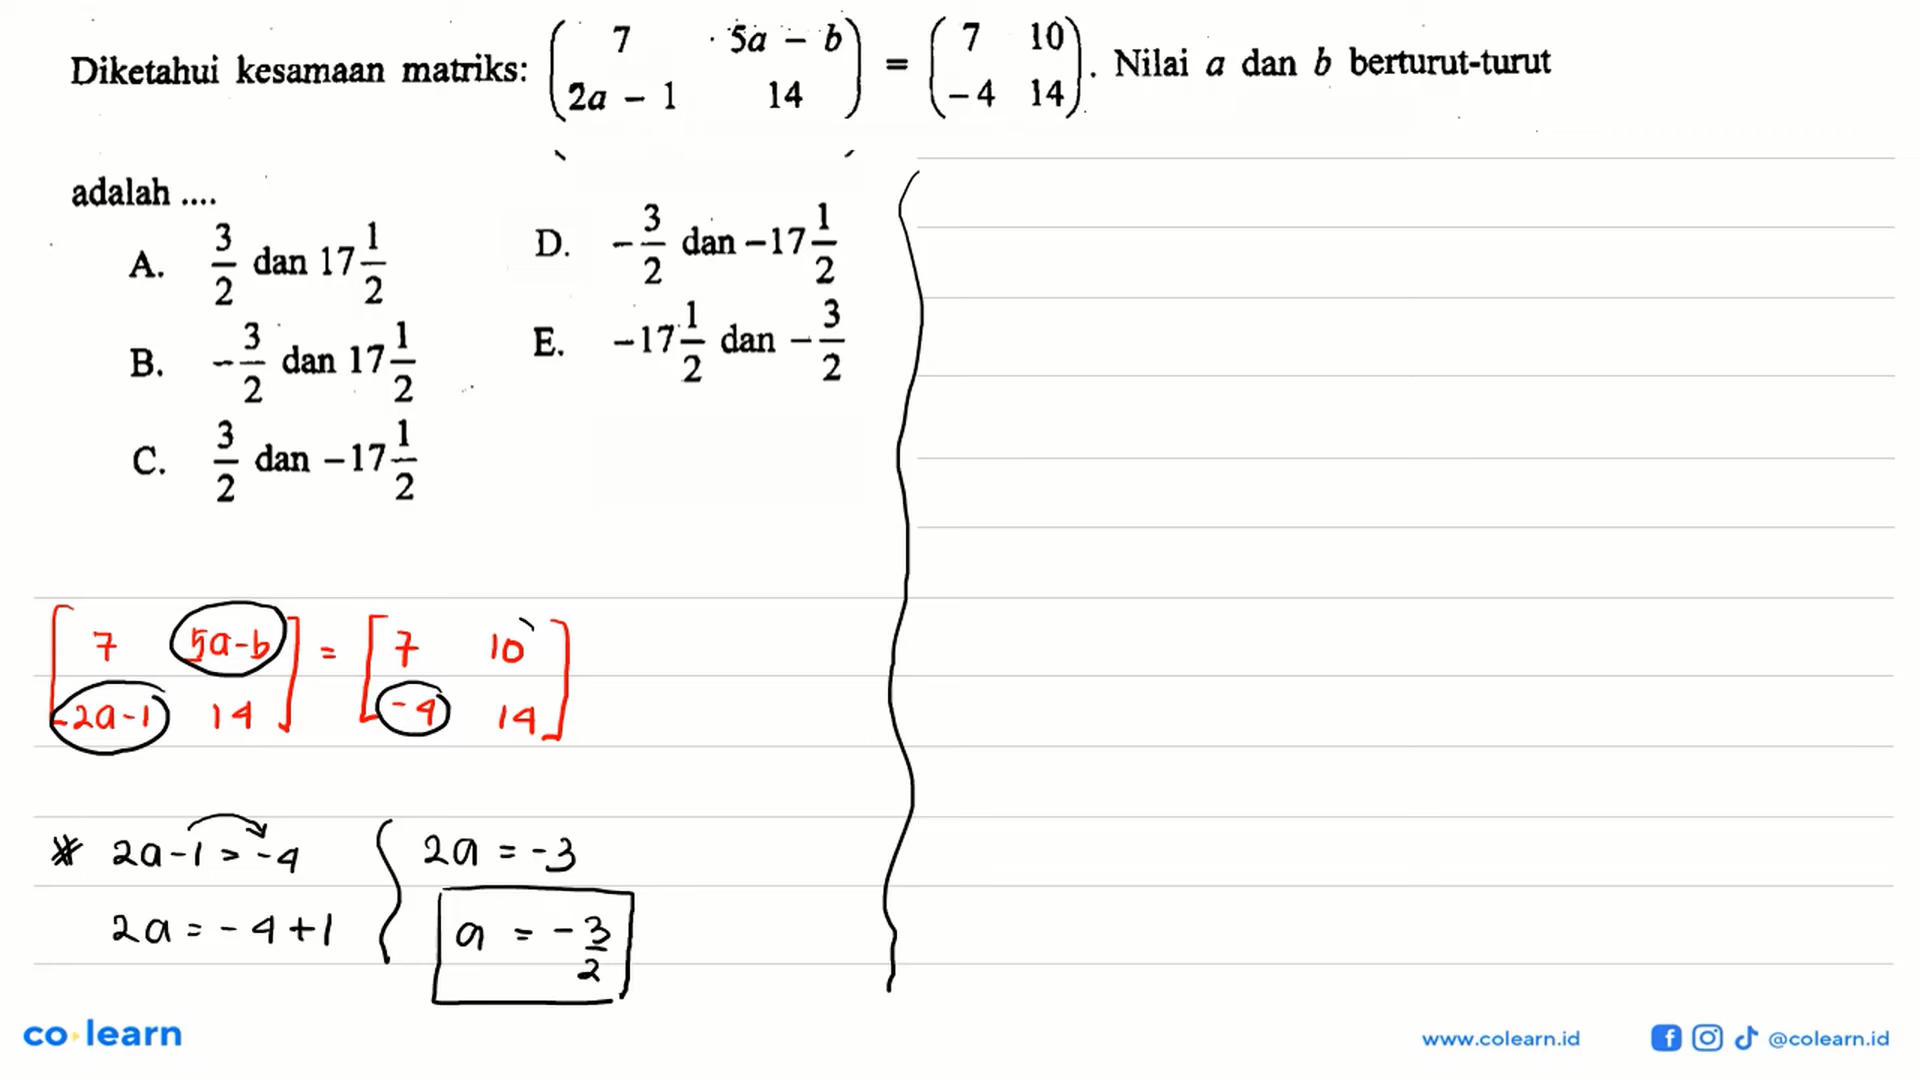 Diketahui kesamaan matriks: (7 5a - b
2a - 1 14) = (7 10
-4 14). Nilai a dan b berturut-turut
adalah ....
A. 3/2 dan 17 1/2
B. -3/2 dan 17 1/2
C. 3/2 dan -17 1/2
D. -3/2 dan -17 1/2
E. -17 1/2 dan -3/2
[7 5a-b] = [7 10]
[2a-1 14] [-4 14]
* 2a-1 = -4
2a = -4+1
2a = -3
a = -3/2
co learn
www.colearn.id
@colearn.id